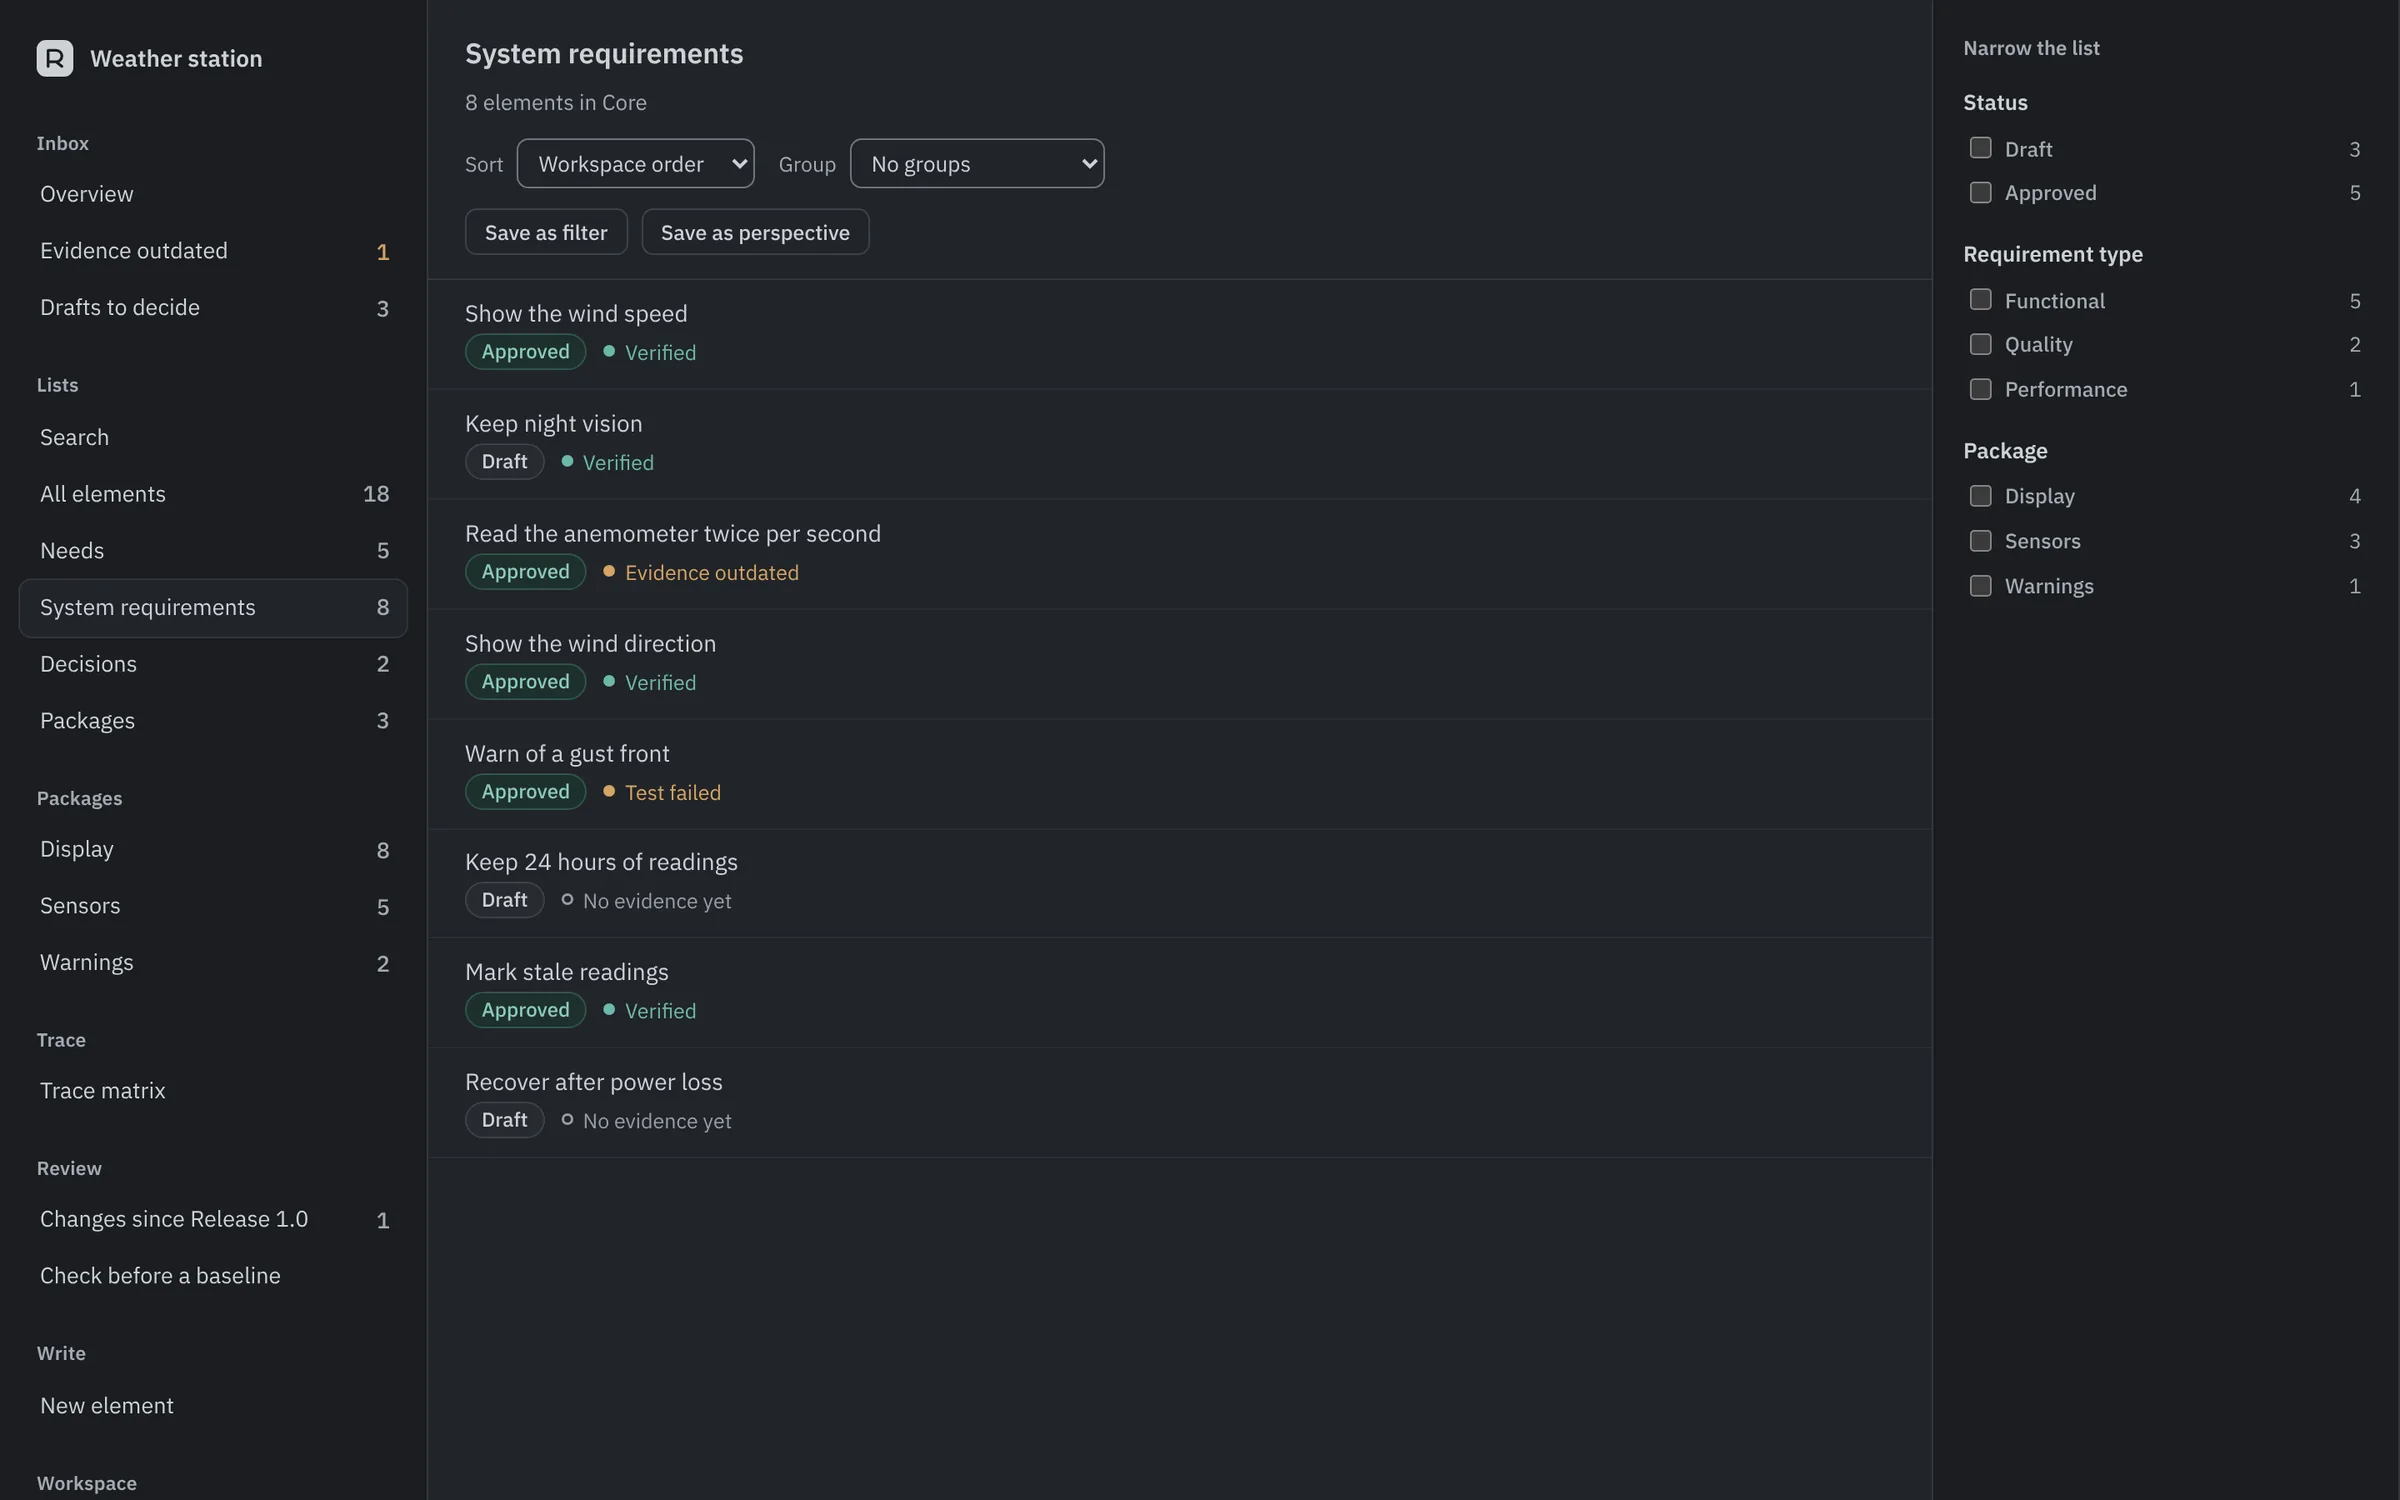 R Weather station
Inbox
Overview
Evidence outdated 1
Drafts to decide 3
Lists
Search
All elements 18
Needs 5
System requirements 8
Decisions 2
Packages 3
Packages
Display 8
Sensors 5
Warnings 2
Trace
Trace matrix
Review
Changes since Release 1.0 1
Check before a baseline
Write
New element
Workspace
System requirements
8 elements in Core
Sort Workspace order Group No groups
Save as filter Save as perspective
Show the wind speed
Approved Verified
Keep night vision
Draft Verified
Read the anemometer twice per second
Approved Evidence outdated
Show the wind direction
Approved Verified
Warn of a gust front
Approved Test failed
Keep 24 hours of readings
Draft No evidence yet
Mark stale readings
Approved Verified
Recover after power loss
Draft No evidence yet
Narrow the list
Status
Draft 3
Approved 5
Requirement type
Functional 5
Quality 2
Performance 1
Package
Display 4
Sensors 3
Warnings 1